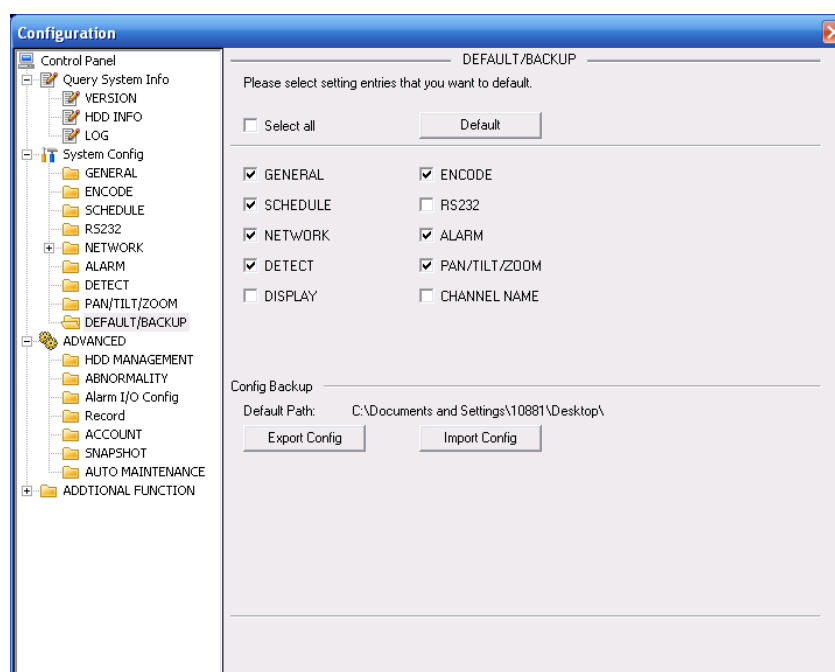 Configuration
Control Panel
Query System Info
VERSION
HDD INFO
LOG
System Config
GENERAL
ENCODE
SCHEDULE
RS232
NETWORK
ALARM
DETECT
PAN/TILT/ZOOM
DEFAULT/BACKUP
ADVANCED
HDD MANAGEMENT
ABNORMALITY
Alarm I/O Config
Record
ACCOUNT
SNAPSHOT
AUTO MAINTENANCE
ADDTIONAL FUNCTION
DEFAULT/BACKUP
Please select setting entries that you want to default.
Select all Default
GENERAL ENCODE
SCHEDULE RS232
NETWORK ALARM
DETECT PAN/TILT/ZOOM
DISPLAY CHANNEL NAME
Config Backup
Default Path: C:\Documents and Settings\10881\Desktop\
Export Config Import Config